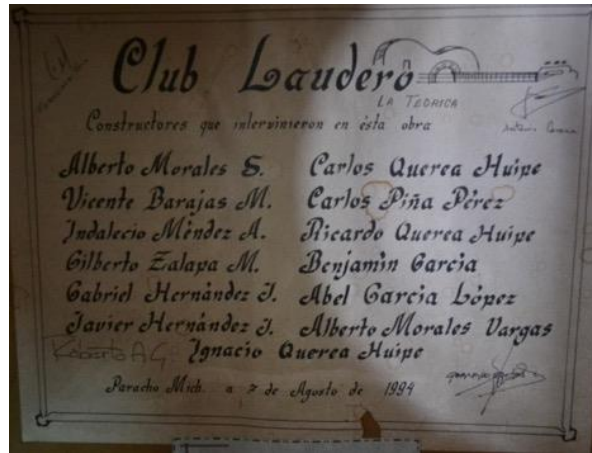 Club Laudero
LA TEORICA
Constructores que intervinieron en ésta obra
Alberto Morales S. Carlos Querea Huipe
Vicente Barajas M. Carlos Piña Pérez
Indalecio Méndez A. Ricardo Querea Huipe
Gilberto Zalapa M. Benjamin Garcia
Gabriel Hernández J. Abel Garcia López
Javier Hernández J. Alberto Morales Vargas
Roberto A G
Ignacio Querea Huipe
Paracho Mich. a 7 de Agosto de 1994